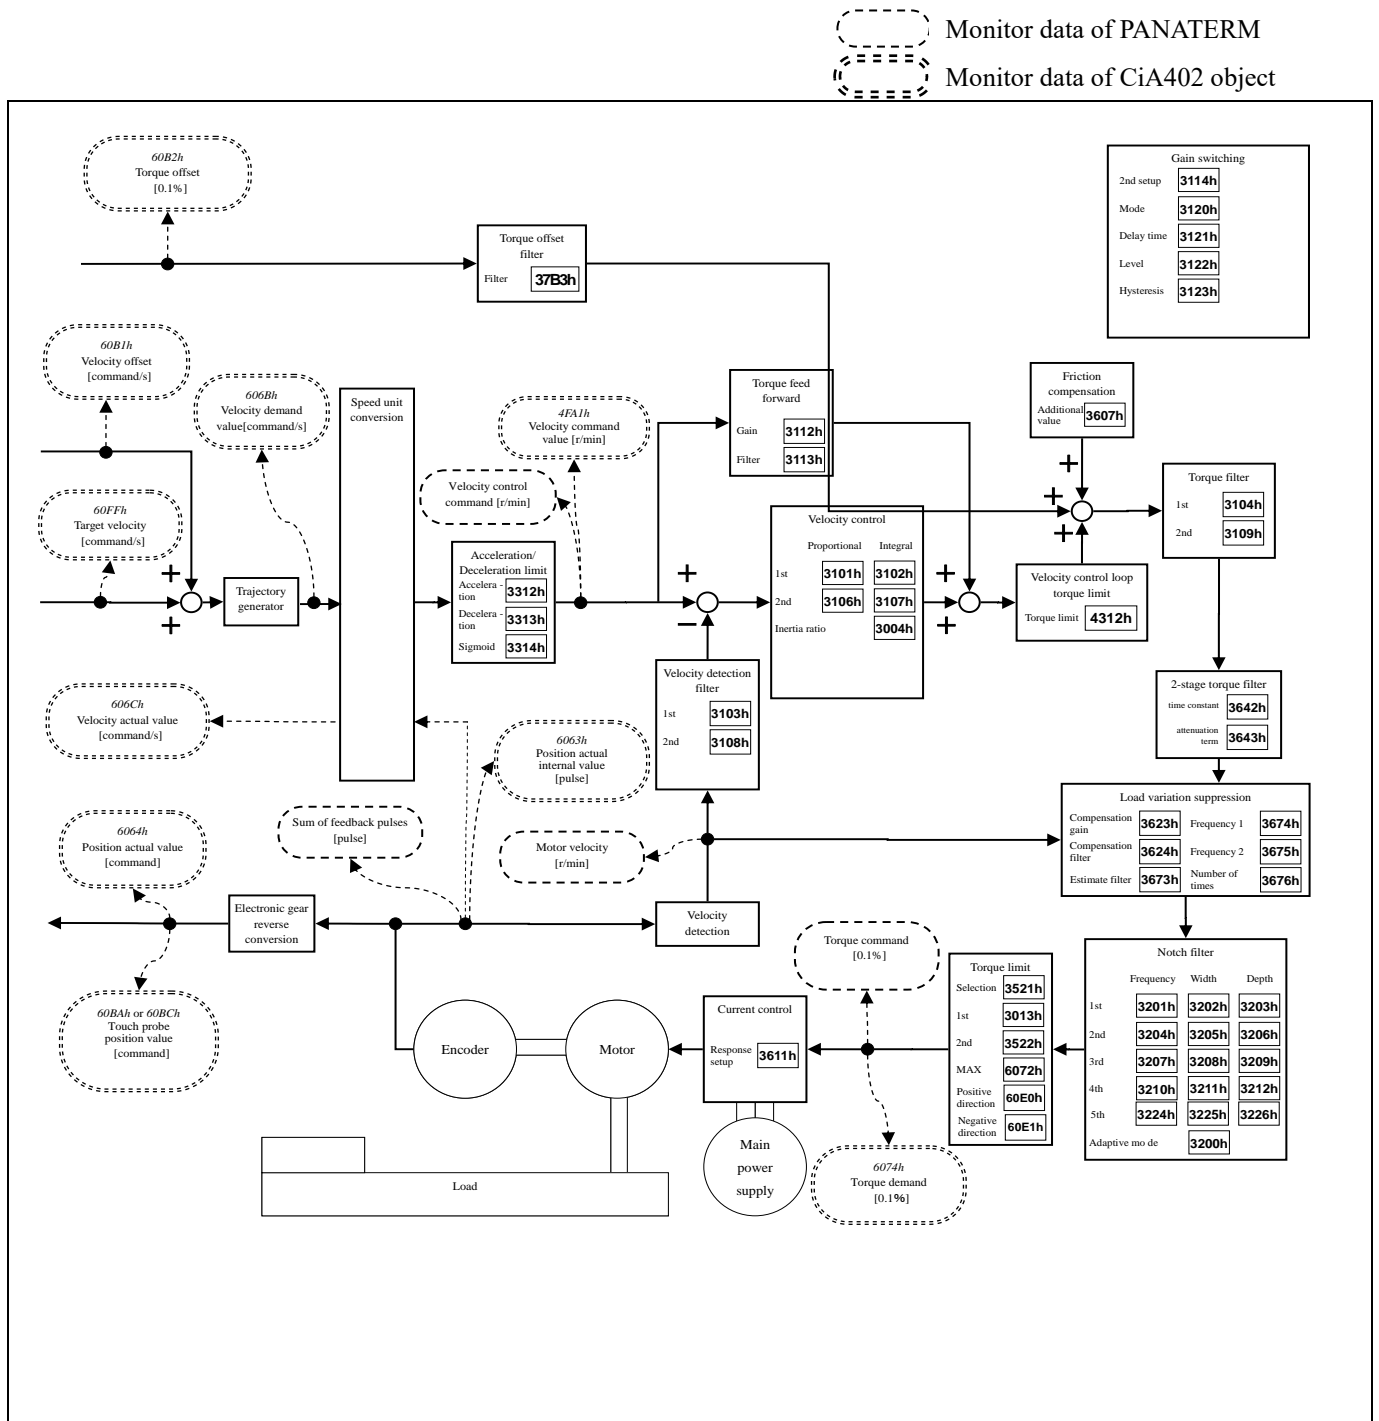 Monitor data of PANATERM
Monitor data of CiA402 object
60B2h
Torque offset
[0.1%]
Gain switching
2nd setup 3114h
Mode 3120h
Delay time 3121h
Level 3122h
Hysteresis 3123h
Torque offset
filter
Filter 37B3h
60B1h
Velocity offset
[command/s]
606Bh
Velocity demand
value[command/s]
Speed unit
conversion
4FA1h
Velocity command
value [r/min]
Torque feed
forward
Gain 3112h
Filter 3113h
Friction
compensation
Additional
value 3607h
Velocity control
command [r/min]
60FFh
Target velocity
[command/s]
+
+
Trajectory
generator
Acceleration/
Deceleration limit
Accelera -
tion 3312h
Decelera -
tion 3313h
Sigmoid 3314h
+
−
Velocity control
Proportional Integral
1st 3101h 3102h
2nd 3106h 3107h
Inertia ratio 3004h
+
+
+
+
+
Velocity control loop
torque limit
Torque limit 4312h
Torque filter
1st 3104h
2nd 3109h
Velocity detection
filter
1st 3103h
2nd 3108h
2-stage torque filter
time constant 3642h
attenuation
term 3643h
606Ch
Velocity actual value
[command/s]
6063h
Position actual
internal value
[pulse]
Load variation suppression
Compensation
gain 3623h Frequency 1 3674h
Compensation
filter 3624h Frequency 2 3675h
Estimate filter 3673h Number of
times 3676h
6064h
Position actual value
[command]
Sum of feedback pulses
[pulse]
Motor velocity
[r/min]
Electronic gear
reverse
conversion
Velocity
detection
Torque command
[0.1%]
Torque limit
Selection 3521h
1st 3013h
2nd 3522h
MAX 6072h
Positive
direction 60E0h
Negative
direction 60E1h
Notch filter
Frequency Width Depth
1st 3201h 3202h 3203h
2nd 3204h 3205h 3206h
3rd 3207h 3208h 3209h
4th 3210h 3211h 3212h
5th 3224h 3225h 3226h
Adaptive mo de 3200h
60BAh or 60BCh
Touch probe
position value
[command]
Encoder
Motor
Current control
Response
setup 3611h
Main
power
supply
6074h
Torque demand
[0.1%]
Load